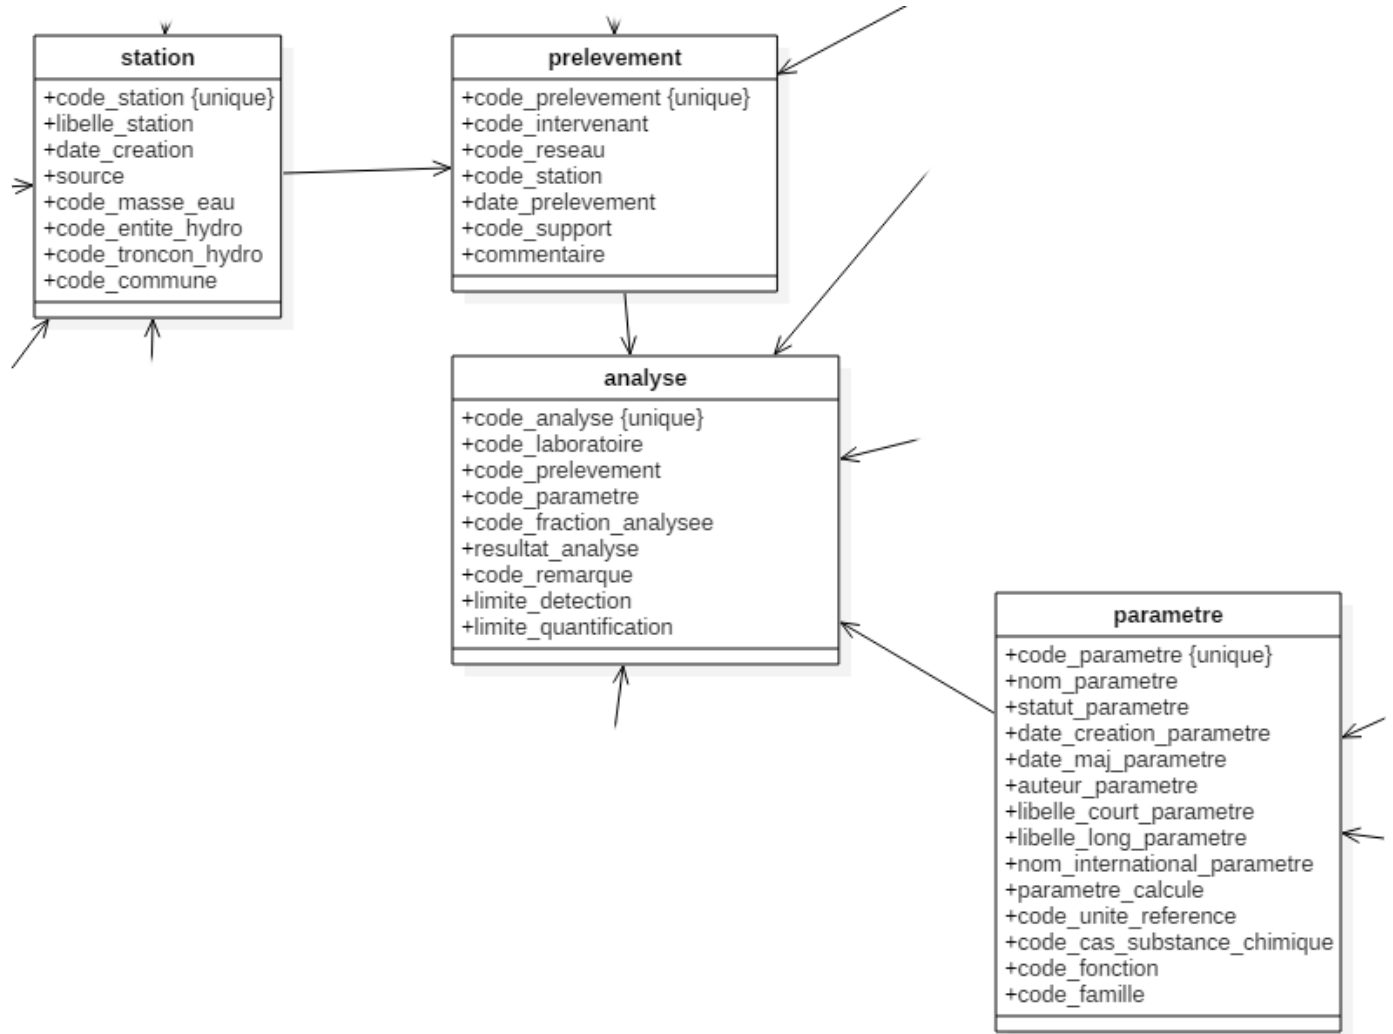 station
+code_station {unique}
+libelle_station
+date_creation
+source
+code_masse_eau
+code_entite_hydro
+code_troncon_hydro
+code_commune
prelevement
+code_prelevement {unique}
+code_intervenant
+code_reseau
+code_station
+date_prelevement
+code_support
+commentaire
analyse
+code_analyse {unique}
+code_laboratoire
+code_prelevement
+code_parametre
+code_fraction_analysee
+resultat_analyse
+code_remarque
+limite_detection
+limite_quantification
parametre
+code_parametre {unique}
+nom_parametre
+statut_parametre
+date_creation_parametre
+date_maj_parametre
+auteur_parametre
+libelle_court_parametre
+libelle_long_parametre
+nom_international_parametre
+parametre_calcule
+code_unite_reference
+code_cas_substance_chimique
+code_fonction
+code_famille